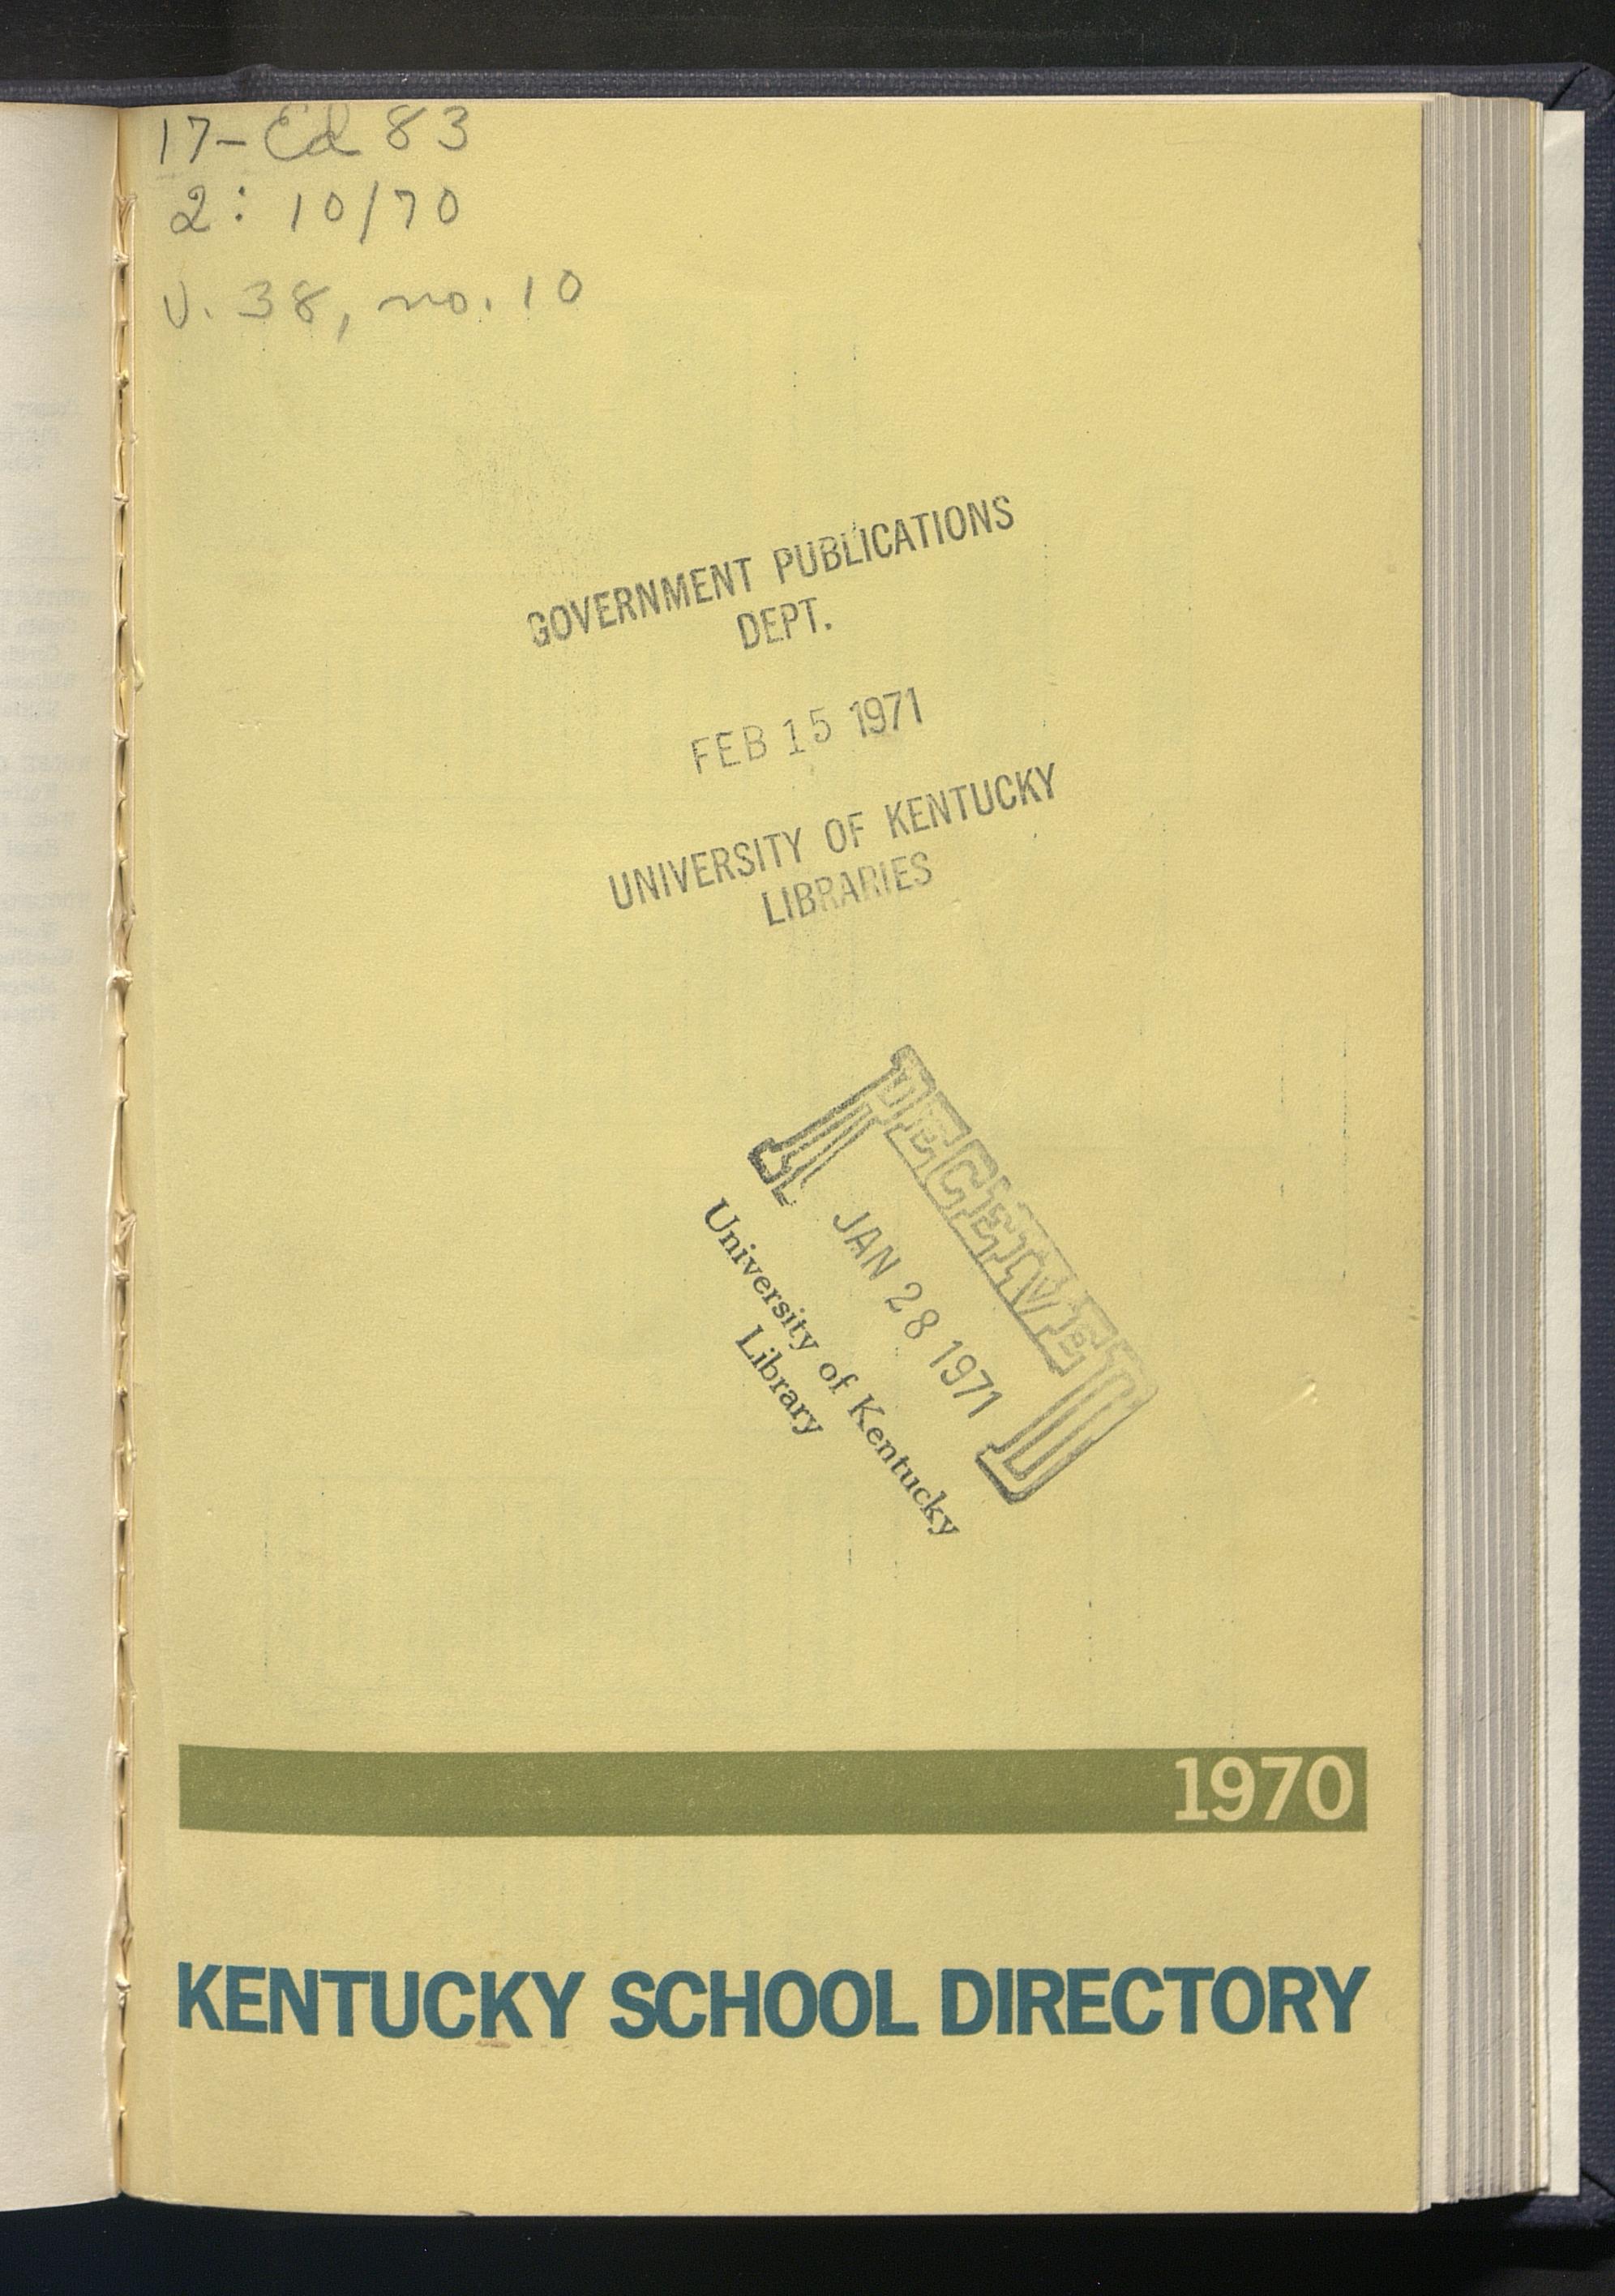 17-Ed 83
2: 10/70
v. 38, no. 10
GOVERNMENT PUBLICATIONS
DEPT.
FEB 15 1971
UNIVERSITY OF KENTUCKY
LIBRARIES
RECEIVED
JAN 28 1971
University of Kentucky
Library
1970
KENTUCKY SCHOOL DIRECTORY